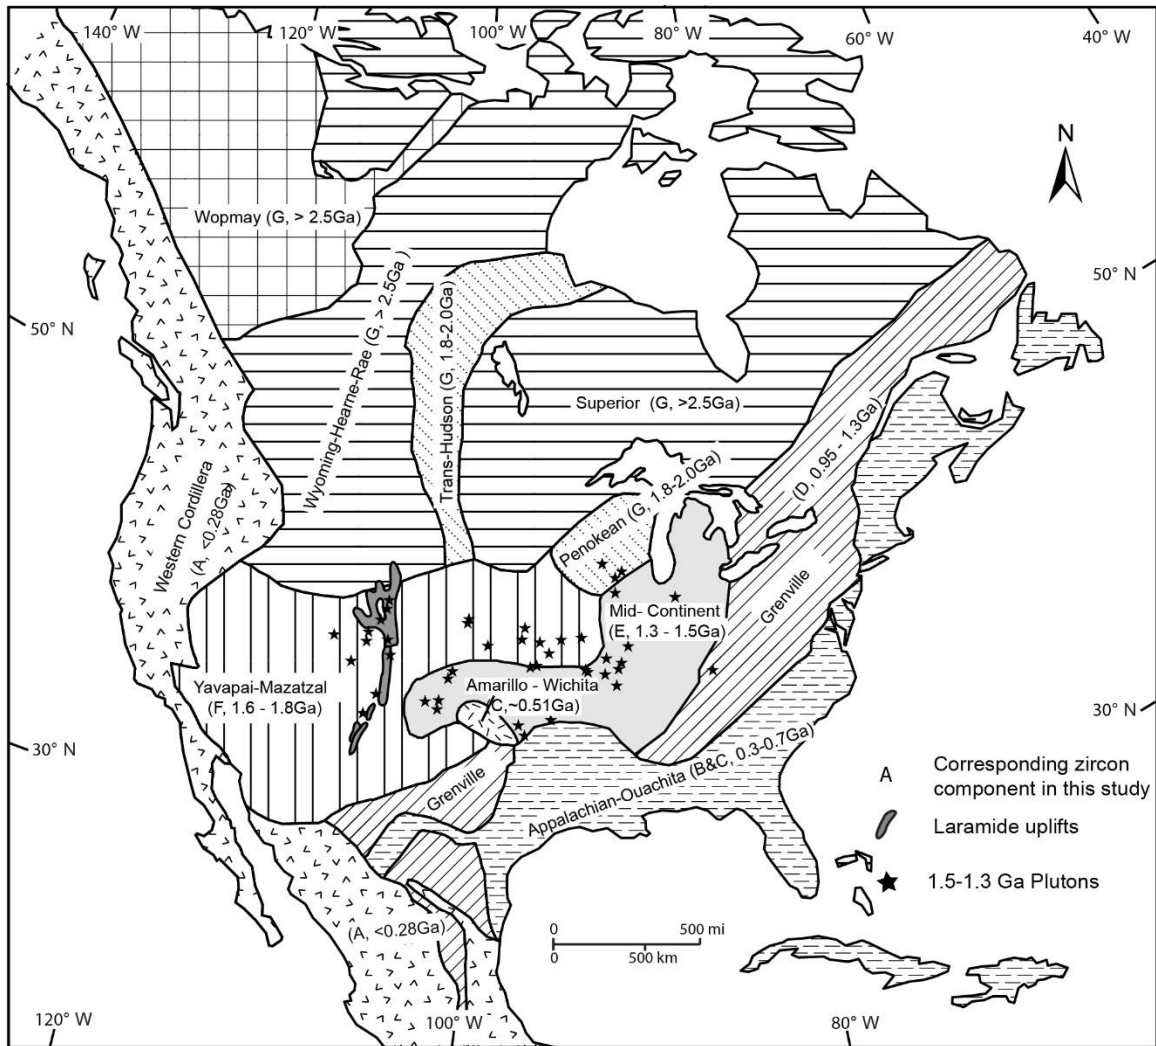 140° W
120° W
100° W
80° W
60° W
40° W
N
Wopmay (G, > 2.5Ga)
50° N
50° N
Wyoming-Hearne-Rae (G, > 2.5Ga )
Trans-Hudson (G, 1.8-2.0Ga)
Superior (G, >2.5Ga)
(D, 0.95 - 1.3Ga)
Western Cordillera
(A, <0.28Ga)
Penokean (G, 1.8-2.0Ga)
Grenville
Mid- Continent
(E, 1.3 - 1.5Ga)
Yavapai-Mazatzal
(F, 1.6 - 1.8Ga)
Amarillo - Wichita
C,~0.51Ga)
30° N
30° N
Grenville
Appalachian-Ouachita (B&C, 0.3-0.7Ga)
A
Corresponding zircon
component in this study
Laramide uplifts
1.5-1.3 Ga Plutons
(A, <0.28Ga)
0
500 mi
0
500 km
120° W
100° W
80° W